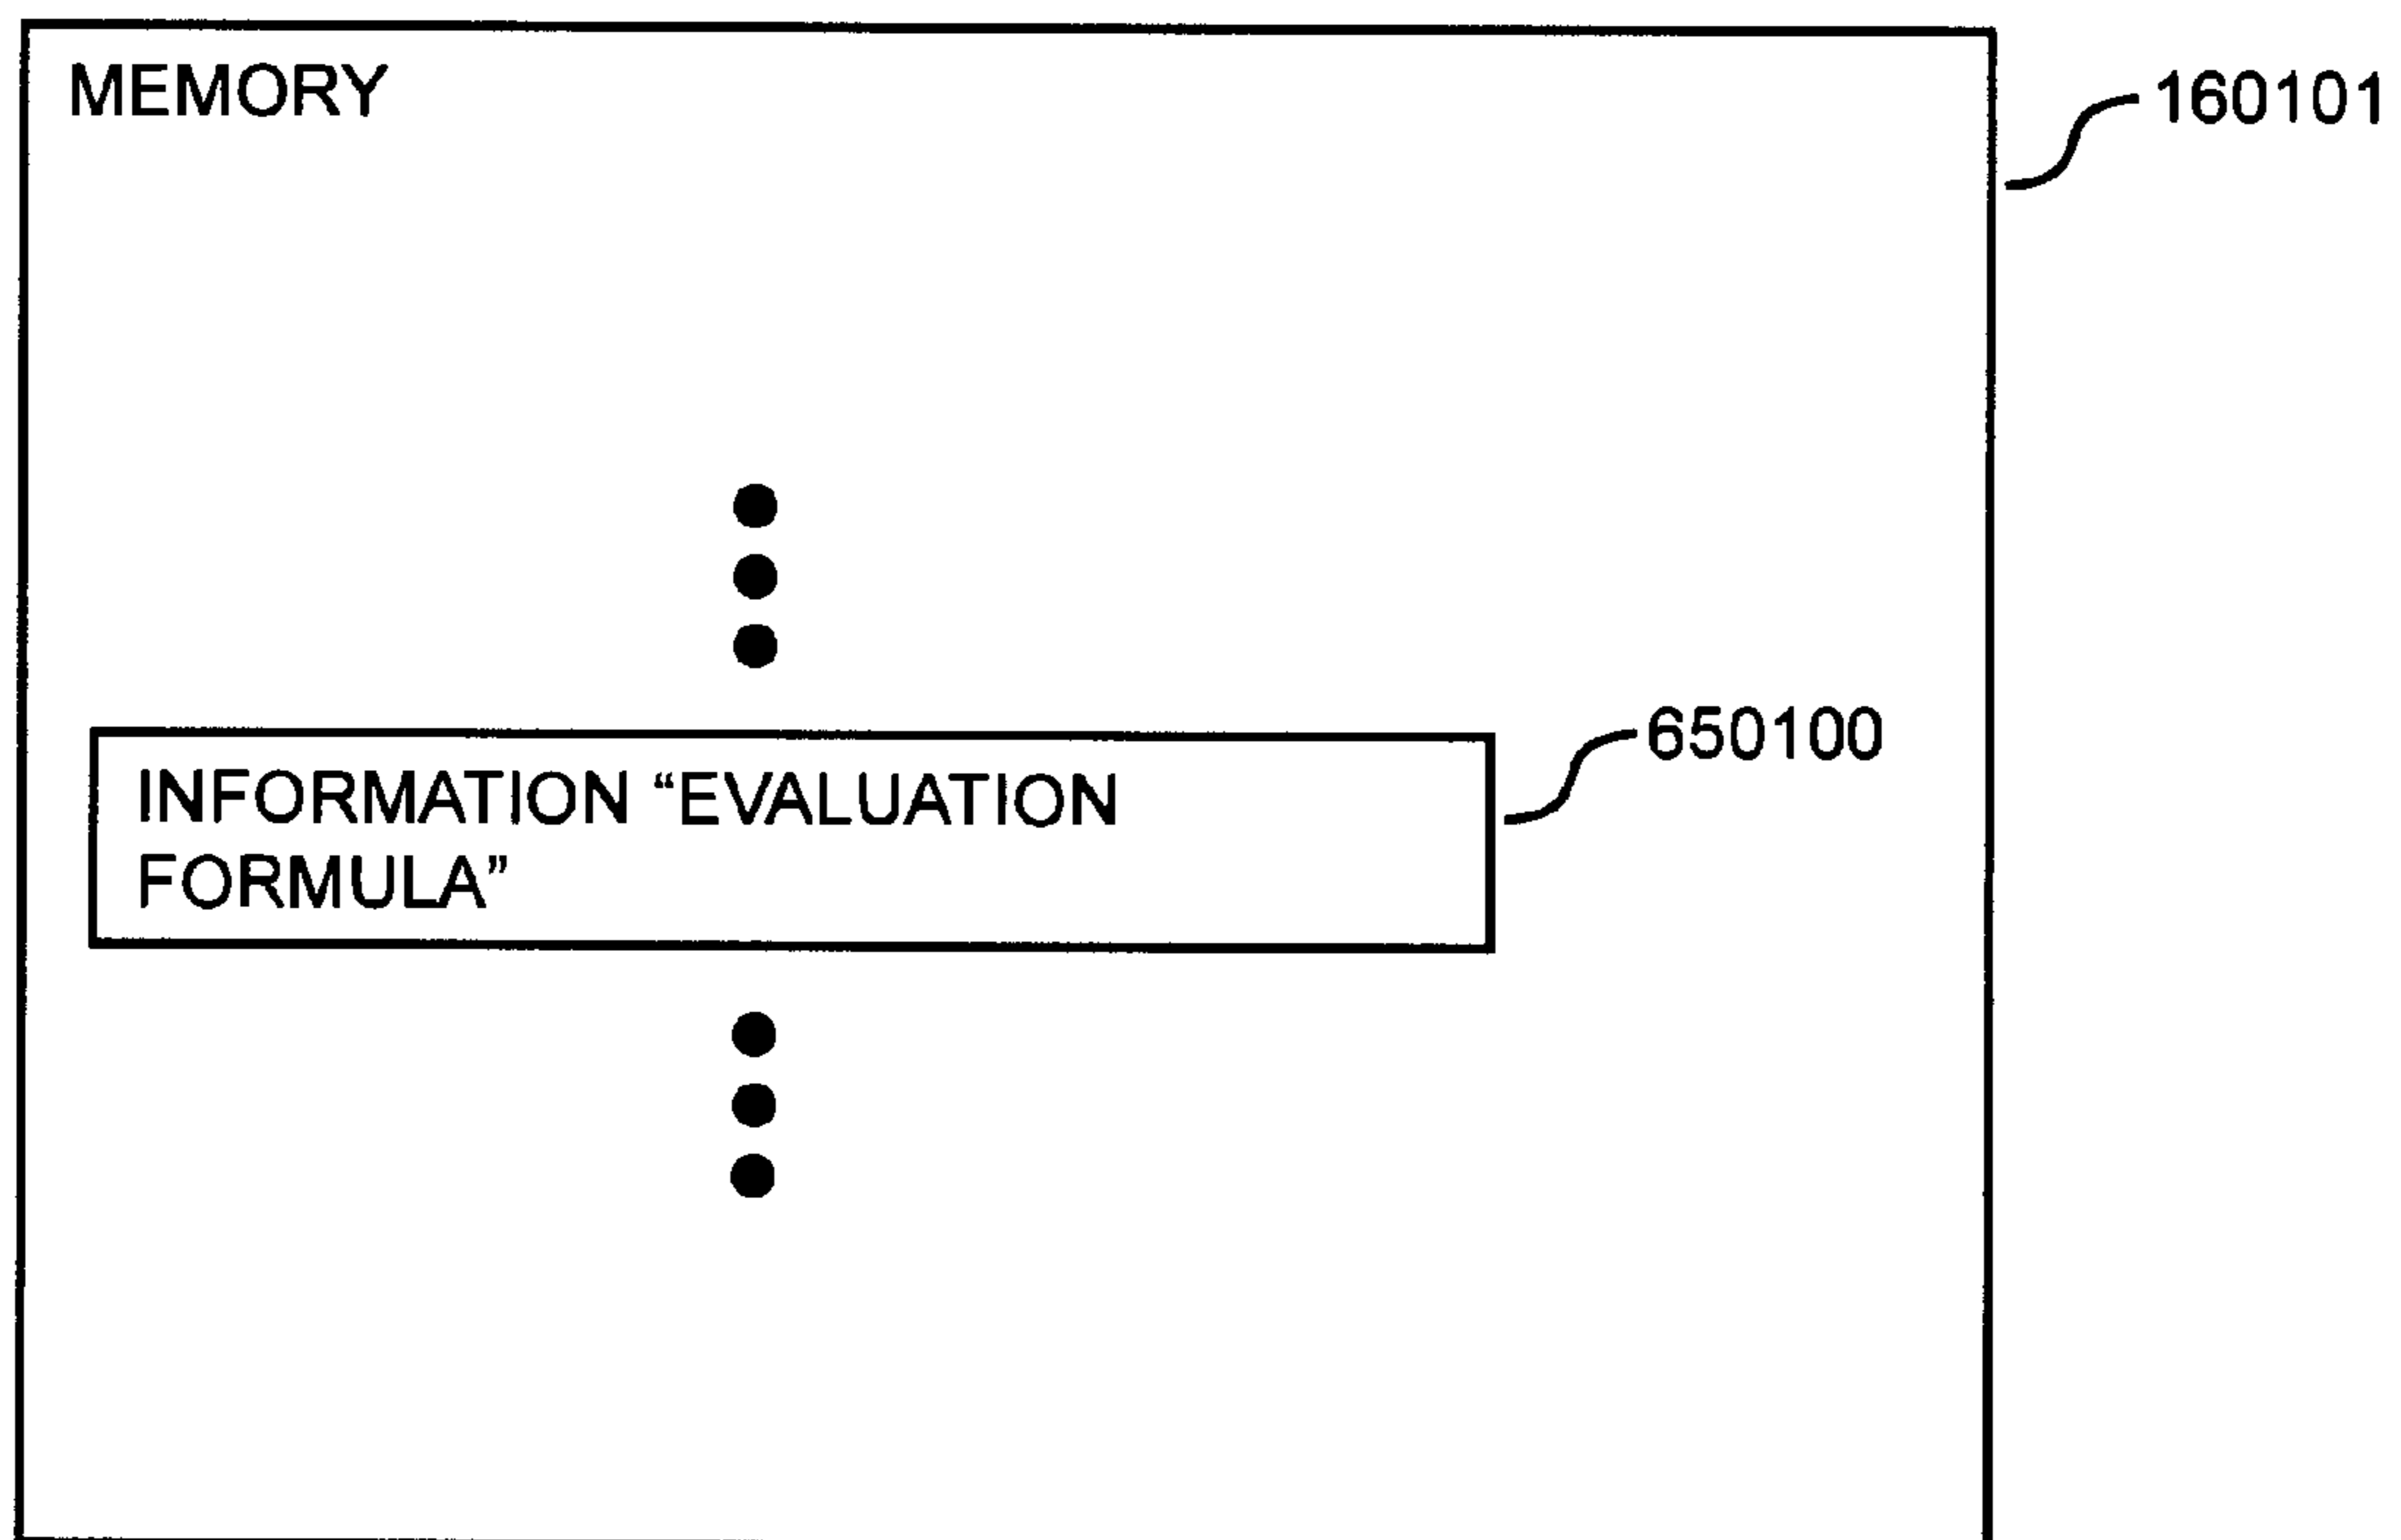 MEMORY
160101
650100
INFORMATION “EVALUATION
FORMULA”